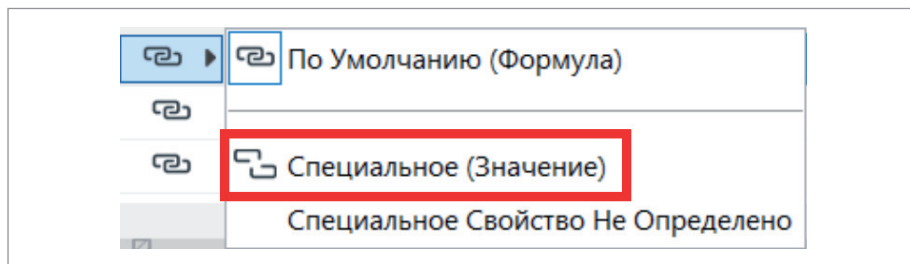 По Умолчанию (Формула)
Специальное (Значение)
Специальное Свойство Не Определено